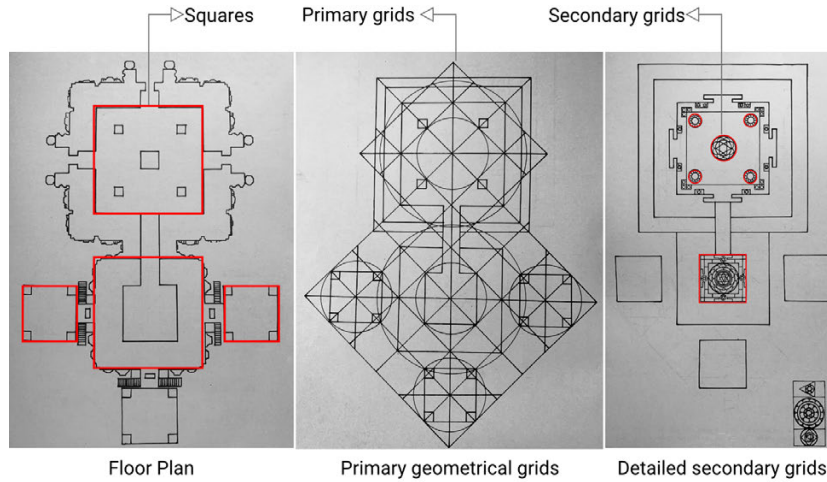 Squares
Primary grids
Secondary grids
Floor Plan
Primary geometrical grids
Detailed secondary grids